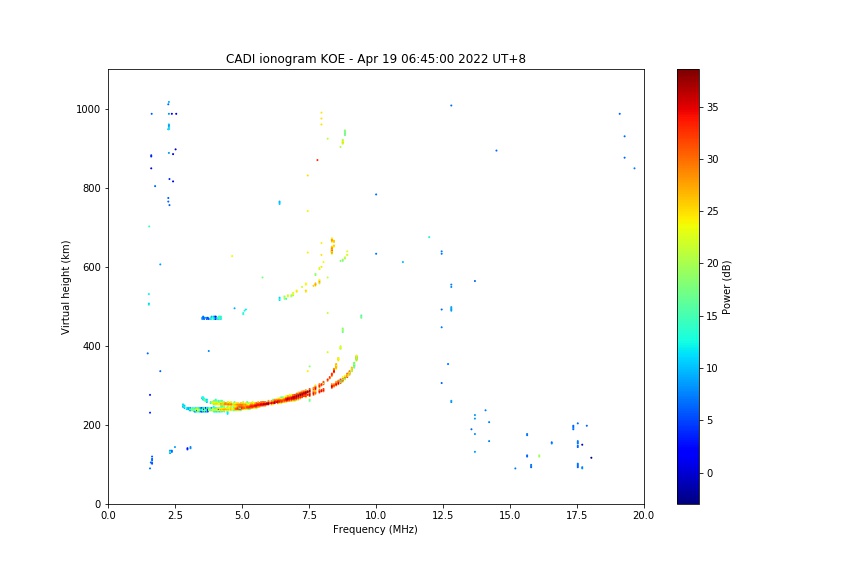 CADI ionogram KOE - Apr 19 06:45:00 2022 UT+8
1000
800
600
400
200
0
Virtual height (km)
0.0 2.5 5.0 7.5 10.0 12.5 15.0 17.5 20.0
Frequency (MHz)
35
30
25
20
15
10
5
0
Power (dB)